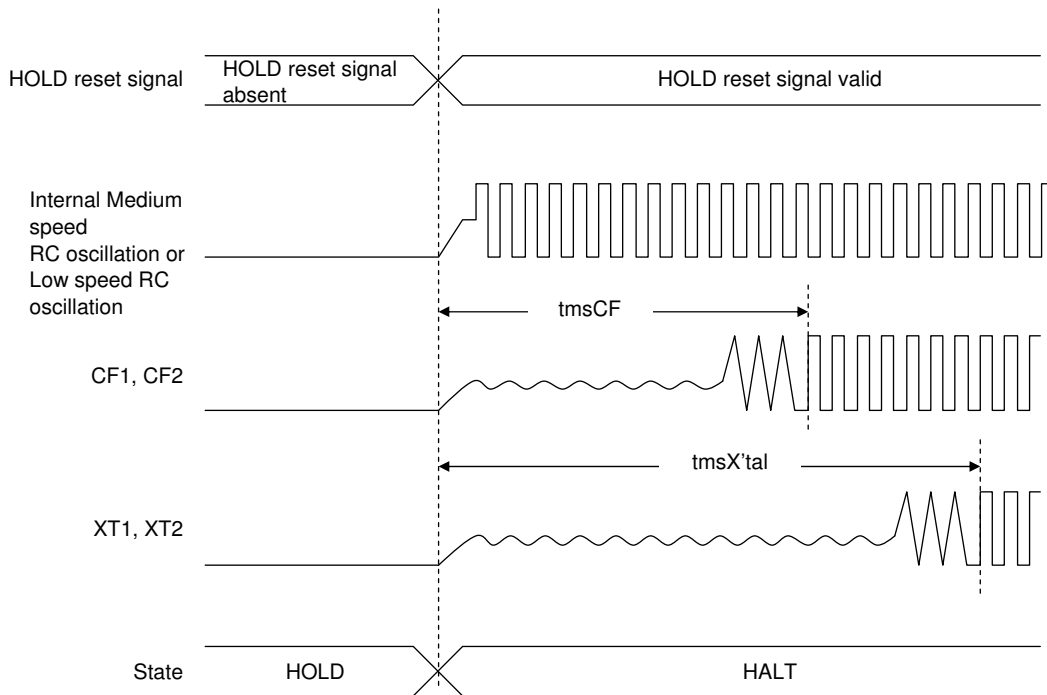 HOLD reset signal
HOLD reset signal
absent
HOLD reset signal valid
Internal Medium
speed
RC oscillation or
Low speed RC
oscillation
tmsCF
CF1, CF2
tmsX'tal
XT1, XT2
State
HOLD
HALT